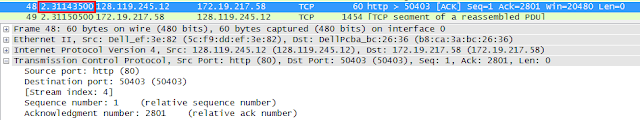 48 2.31143500 128.119.245.12 172.19.217.58 TCP 60 http > 50403 [ACK] Seq=1 Ack=2801 Win=20480 Len=0
49 2.31150500 172.19.217.58 128.119.245.12 TCP 1454 [TCP segment of a reassembled PDU]
Frame 48: 60 bytes on wire (480 bits), 60 bytes captured (480 bits) on interface 0
Ethernet II, Src: Dell_ef:3e:82 (5c:f9:dd:ef:3e:82), Dst: DellPcba_bc:26:36 (b8:ca:3a:bc:26:36)
Internet Protocol Version 4, Src: 128.119.245.12 (128.119.245.12), Dst: 172.19.217.58 (172.19.217.58)
Transmission Control Protocol, Src Port: http (80), Dst Port: 50403 (50403), Seq: 1, Ack: 2801, Len: 0
Source port: http (80)
Destination port: 50403 (50403)
[Stream index: 4]
Sequence number: 1 (relative sequence number)
Acknowledgment number: 2801 (relative ack number)